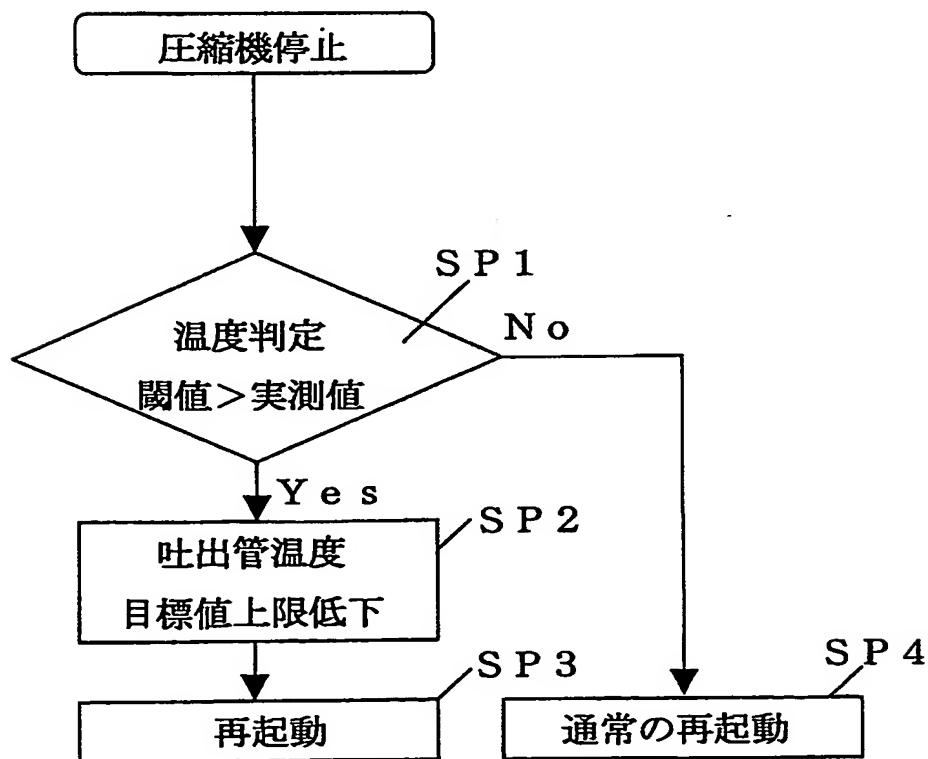 圧縮機停止
SP1
温度判定
閾値>実測値
No
Yes
SP2
吐出管温度
目標値上限低下
SP3
再起動
SP4
通常の再起動